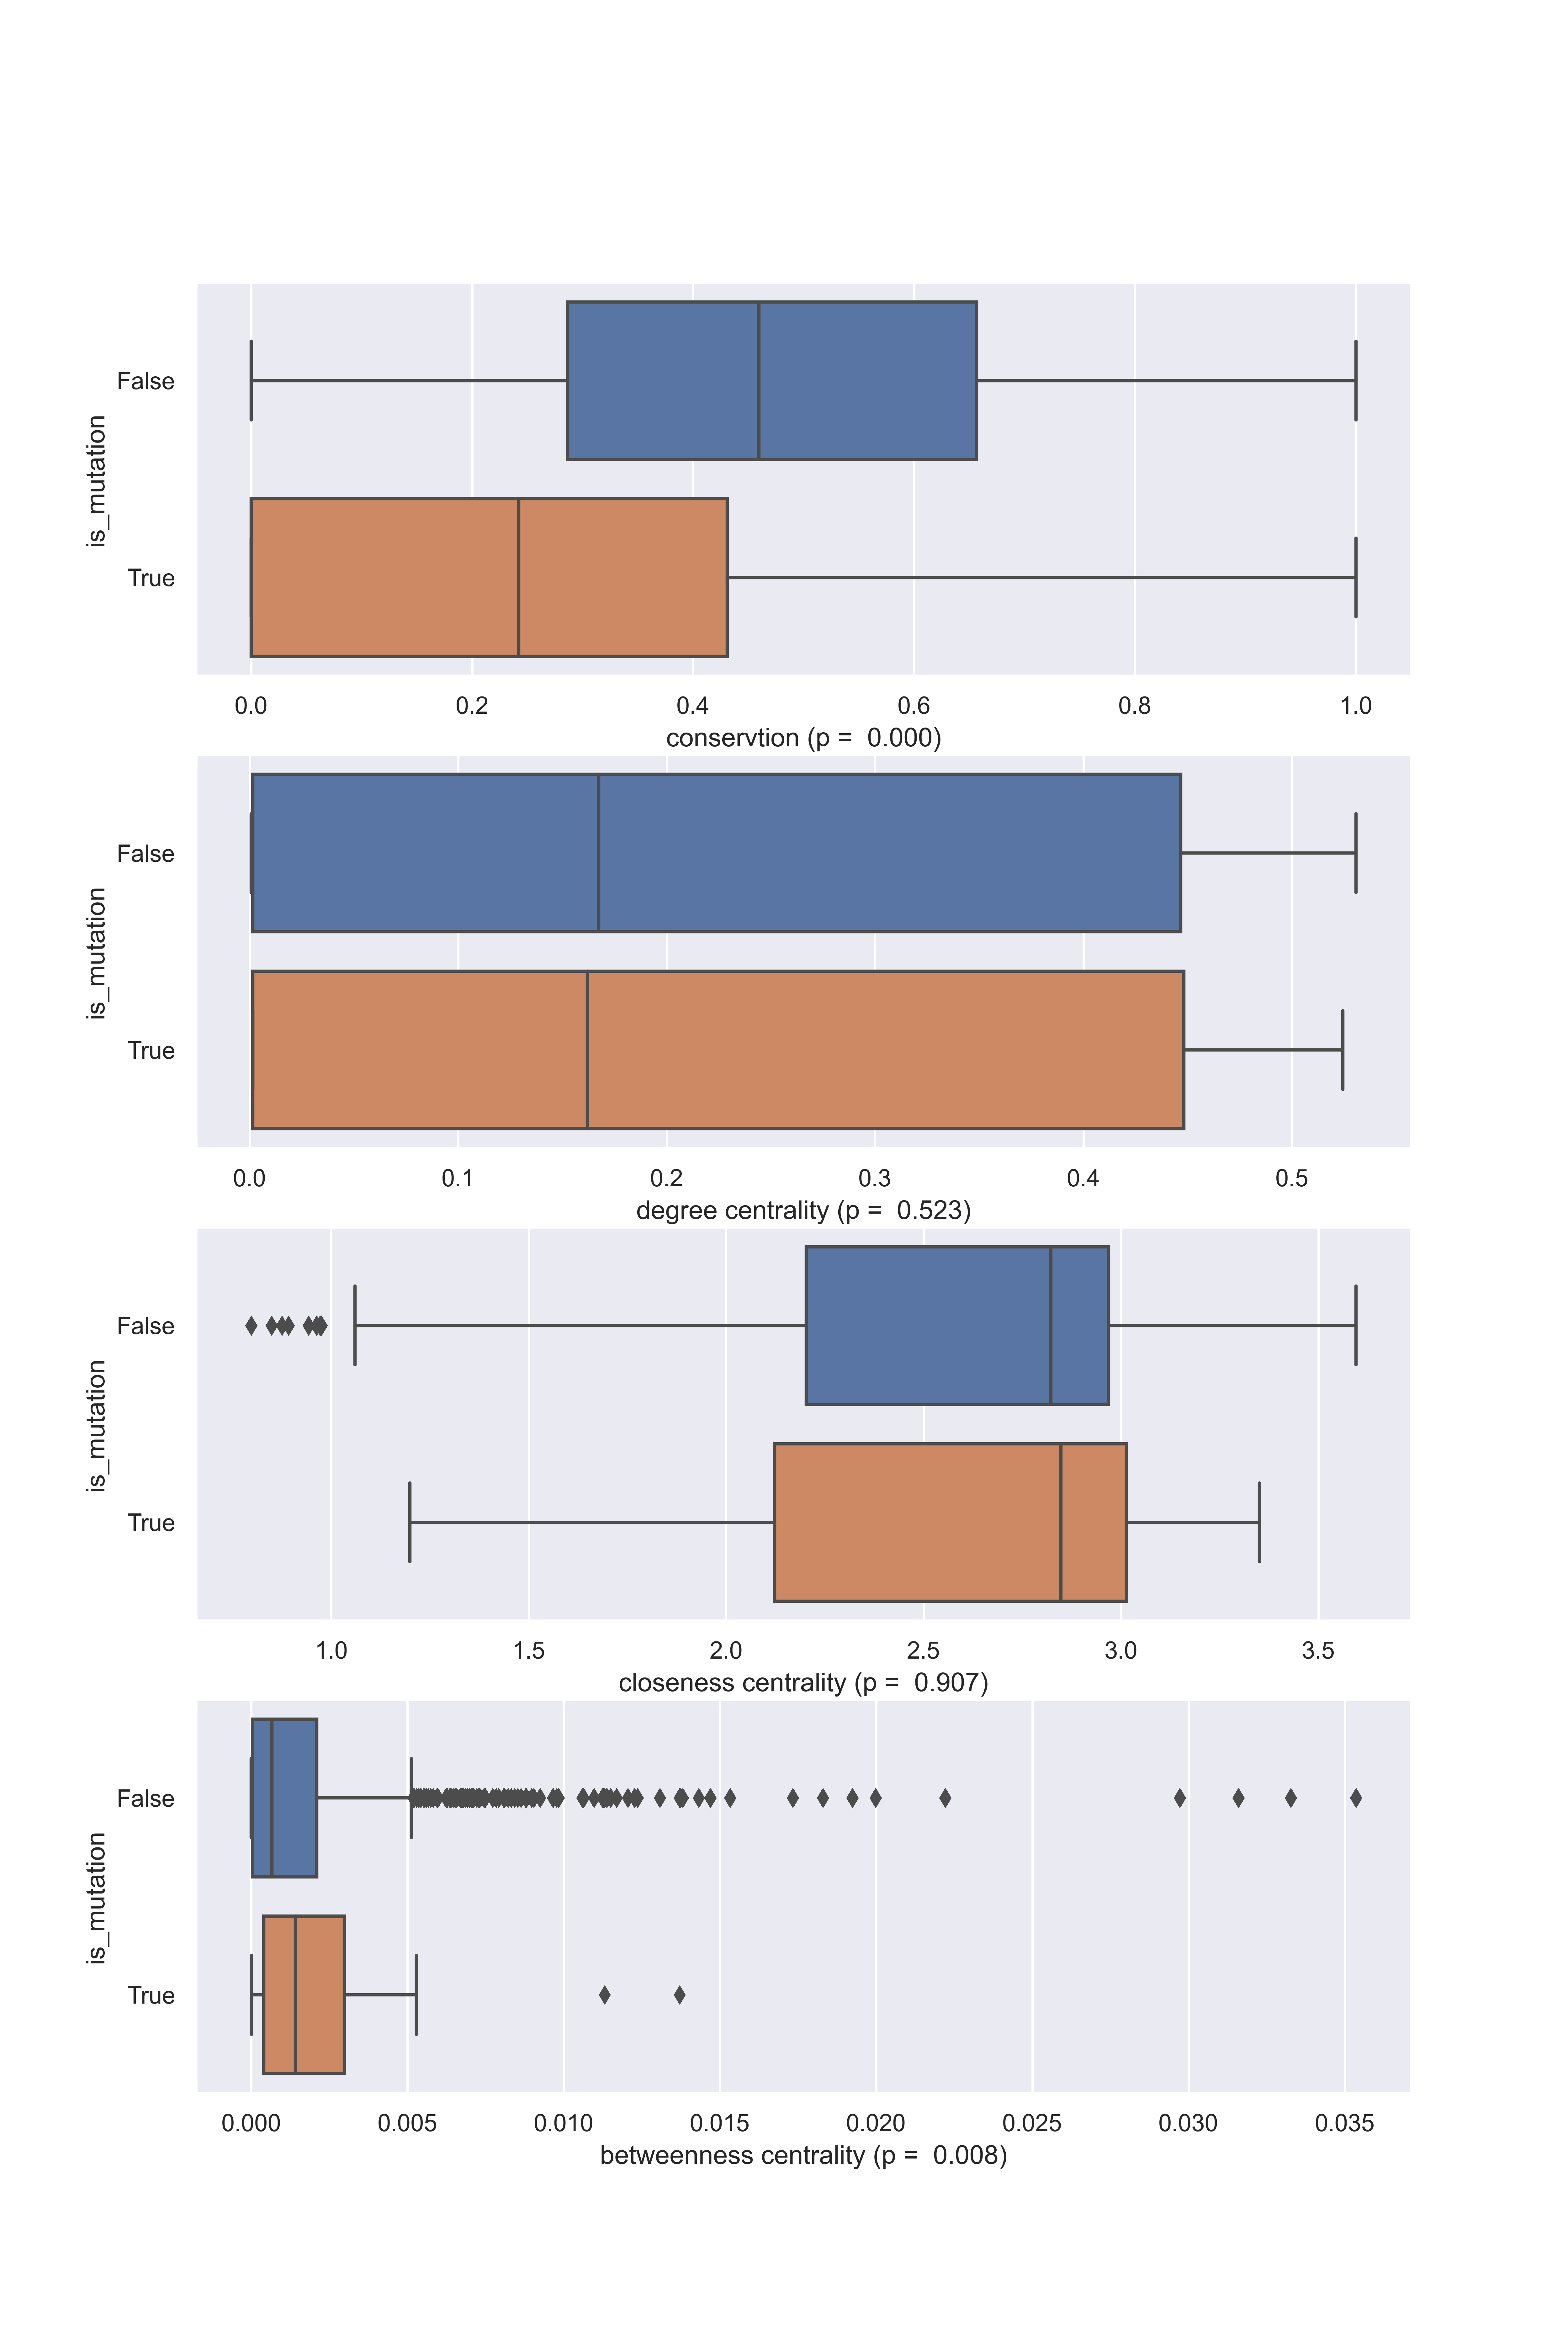 is_mutation
False
True
0.0 0.2 0.4 0.6 0.8 1.0
conservtion (p =  0.000)
is_mutation
False
True
0.0 0.1 0.2 0.3 0.4 0.5
degree centrality (p =  0.523)
is_mutation
False
True
1.0 1.5 2.0 2.5 3.0 3.5
closeness centrality (p =  0.907)
is_mutation
False
True
0.000 0.005 0.010 0.015 0.020 0.025 0.030 0.035
betweenness centrality (p =  0.008)